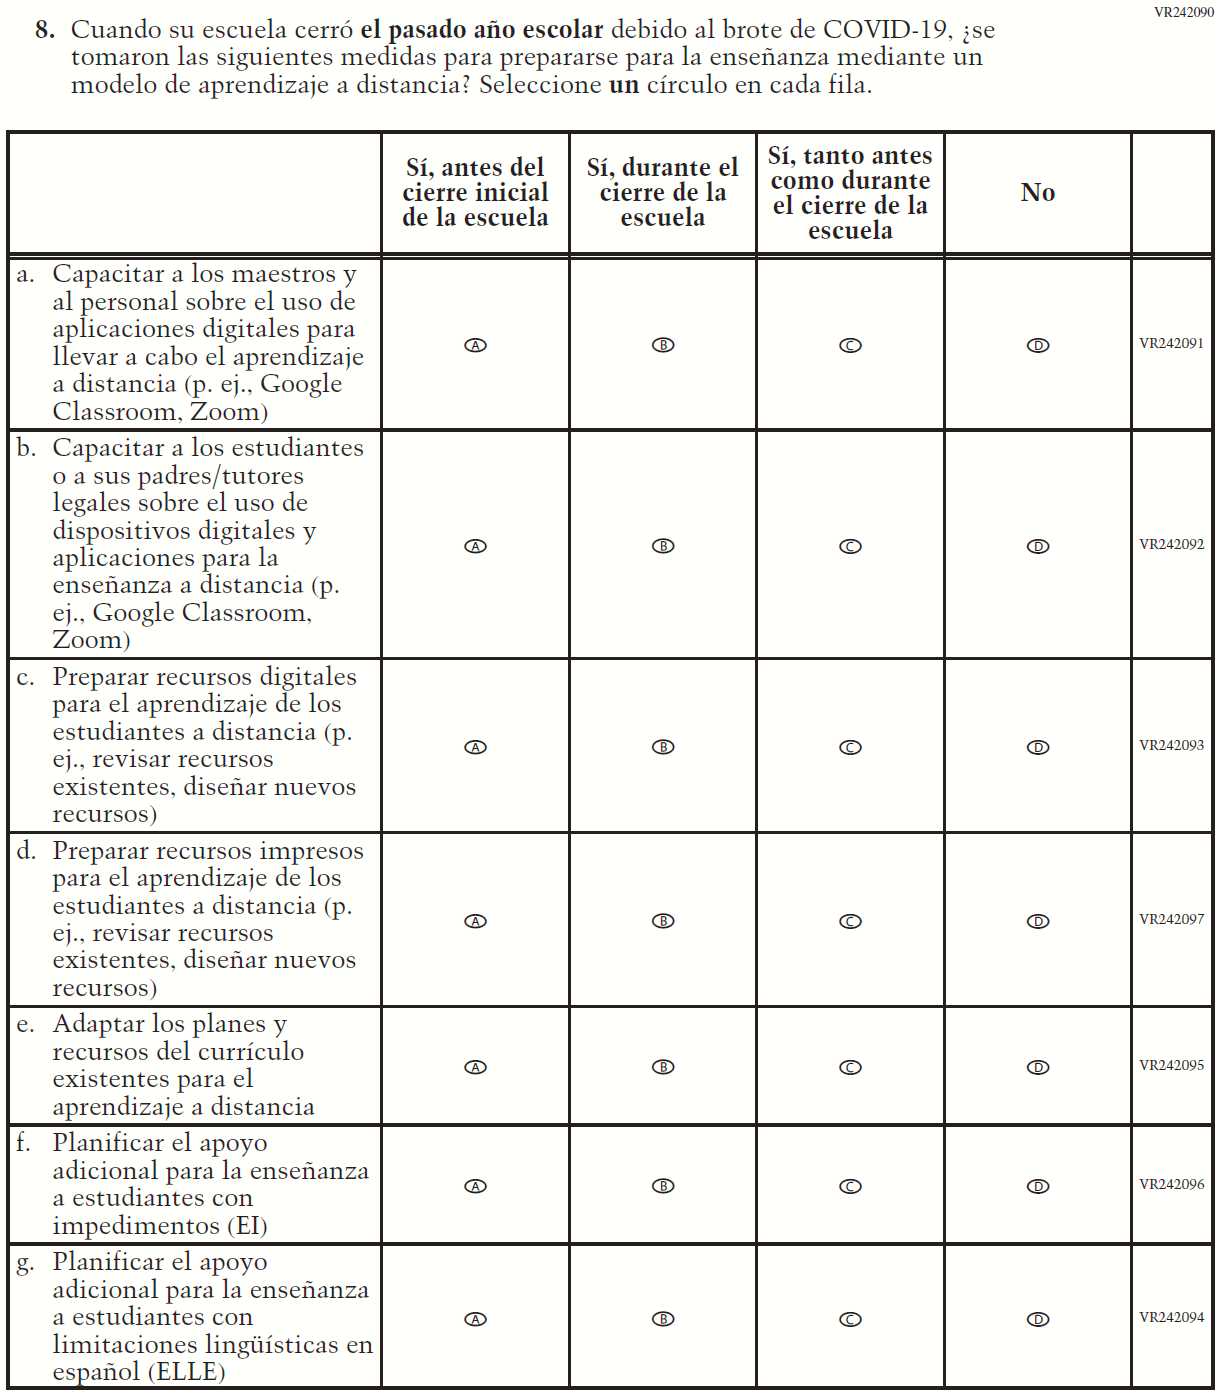 VR242090
8. Cuando su escuela cerró el pasado año escolar debido al brote de COVID-19, ¿se
tomaron las siguientes medidas para prepararse para la enseñanza mediante un
modelo de aprendizaje a distancia? Seleccione un círculo en cada fila.
Sí, antes del
cierre inicial
de la escuela
Sí, durante el
cierre de la
escuela
Sí, tanto antes
como durante
el cierre de la
escuela
No
a. Capacitar a los maestros y
al personal sobre el uso de
aplicaciones digitales para
llevar a cabo el aprendizaje
a distancia (p. ej., Google
Classroom, Zoom)
A B C D VR242091
b. Capacitar a los estudiantes
o a sus padres/tutores
legales sobre el uso de
dispositivos digitales y
aplicaciones para la
enseñanza a distancia (p.
ej., Google Classroom,
Zoom)
A B C D VR242092
c. Preparar recursos digitales
para el aprendizaje de los
estudiantes a distancia (p.
ej., revisar recursos
existentes, diseñar nuevos
recursos)
A B C D VR242093
d. Preparar recursos impresos
para el aprendizaje de los
estudiantes a distancia (p.
ej., revisar recursos
existentes, diseñar nuevos
recursos)
A B C D VR242097
e. Adaptar los planes y
recursos del currículo
existentes para el
aprendizaje a distancia
A B C D VR242095
f. Planificar el apoyo
adicional para la enseñanza
a estudiantes con
impedimentos (EI)
A B C D VR242096
g. Planificar el apoyo
adicional para la enseñanza
a estudiantes con
limitaciones lingüísticas en
español (ELLE)
A B C D VR242094